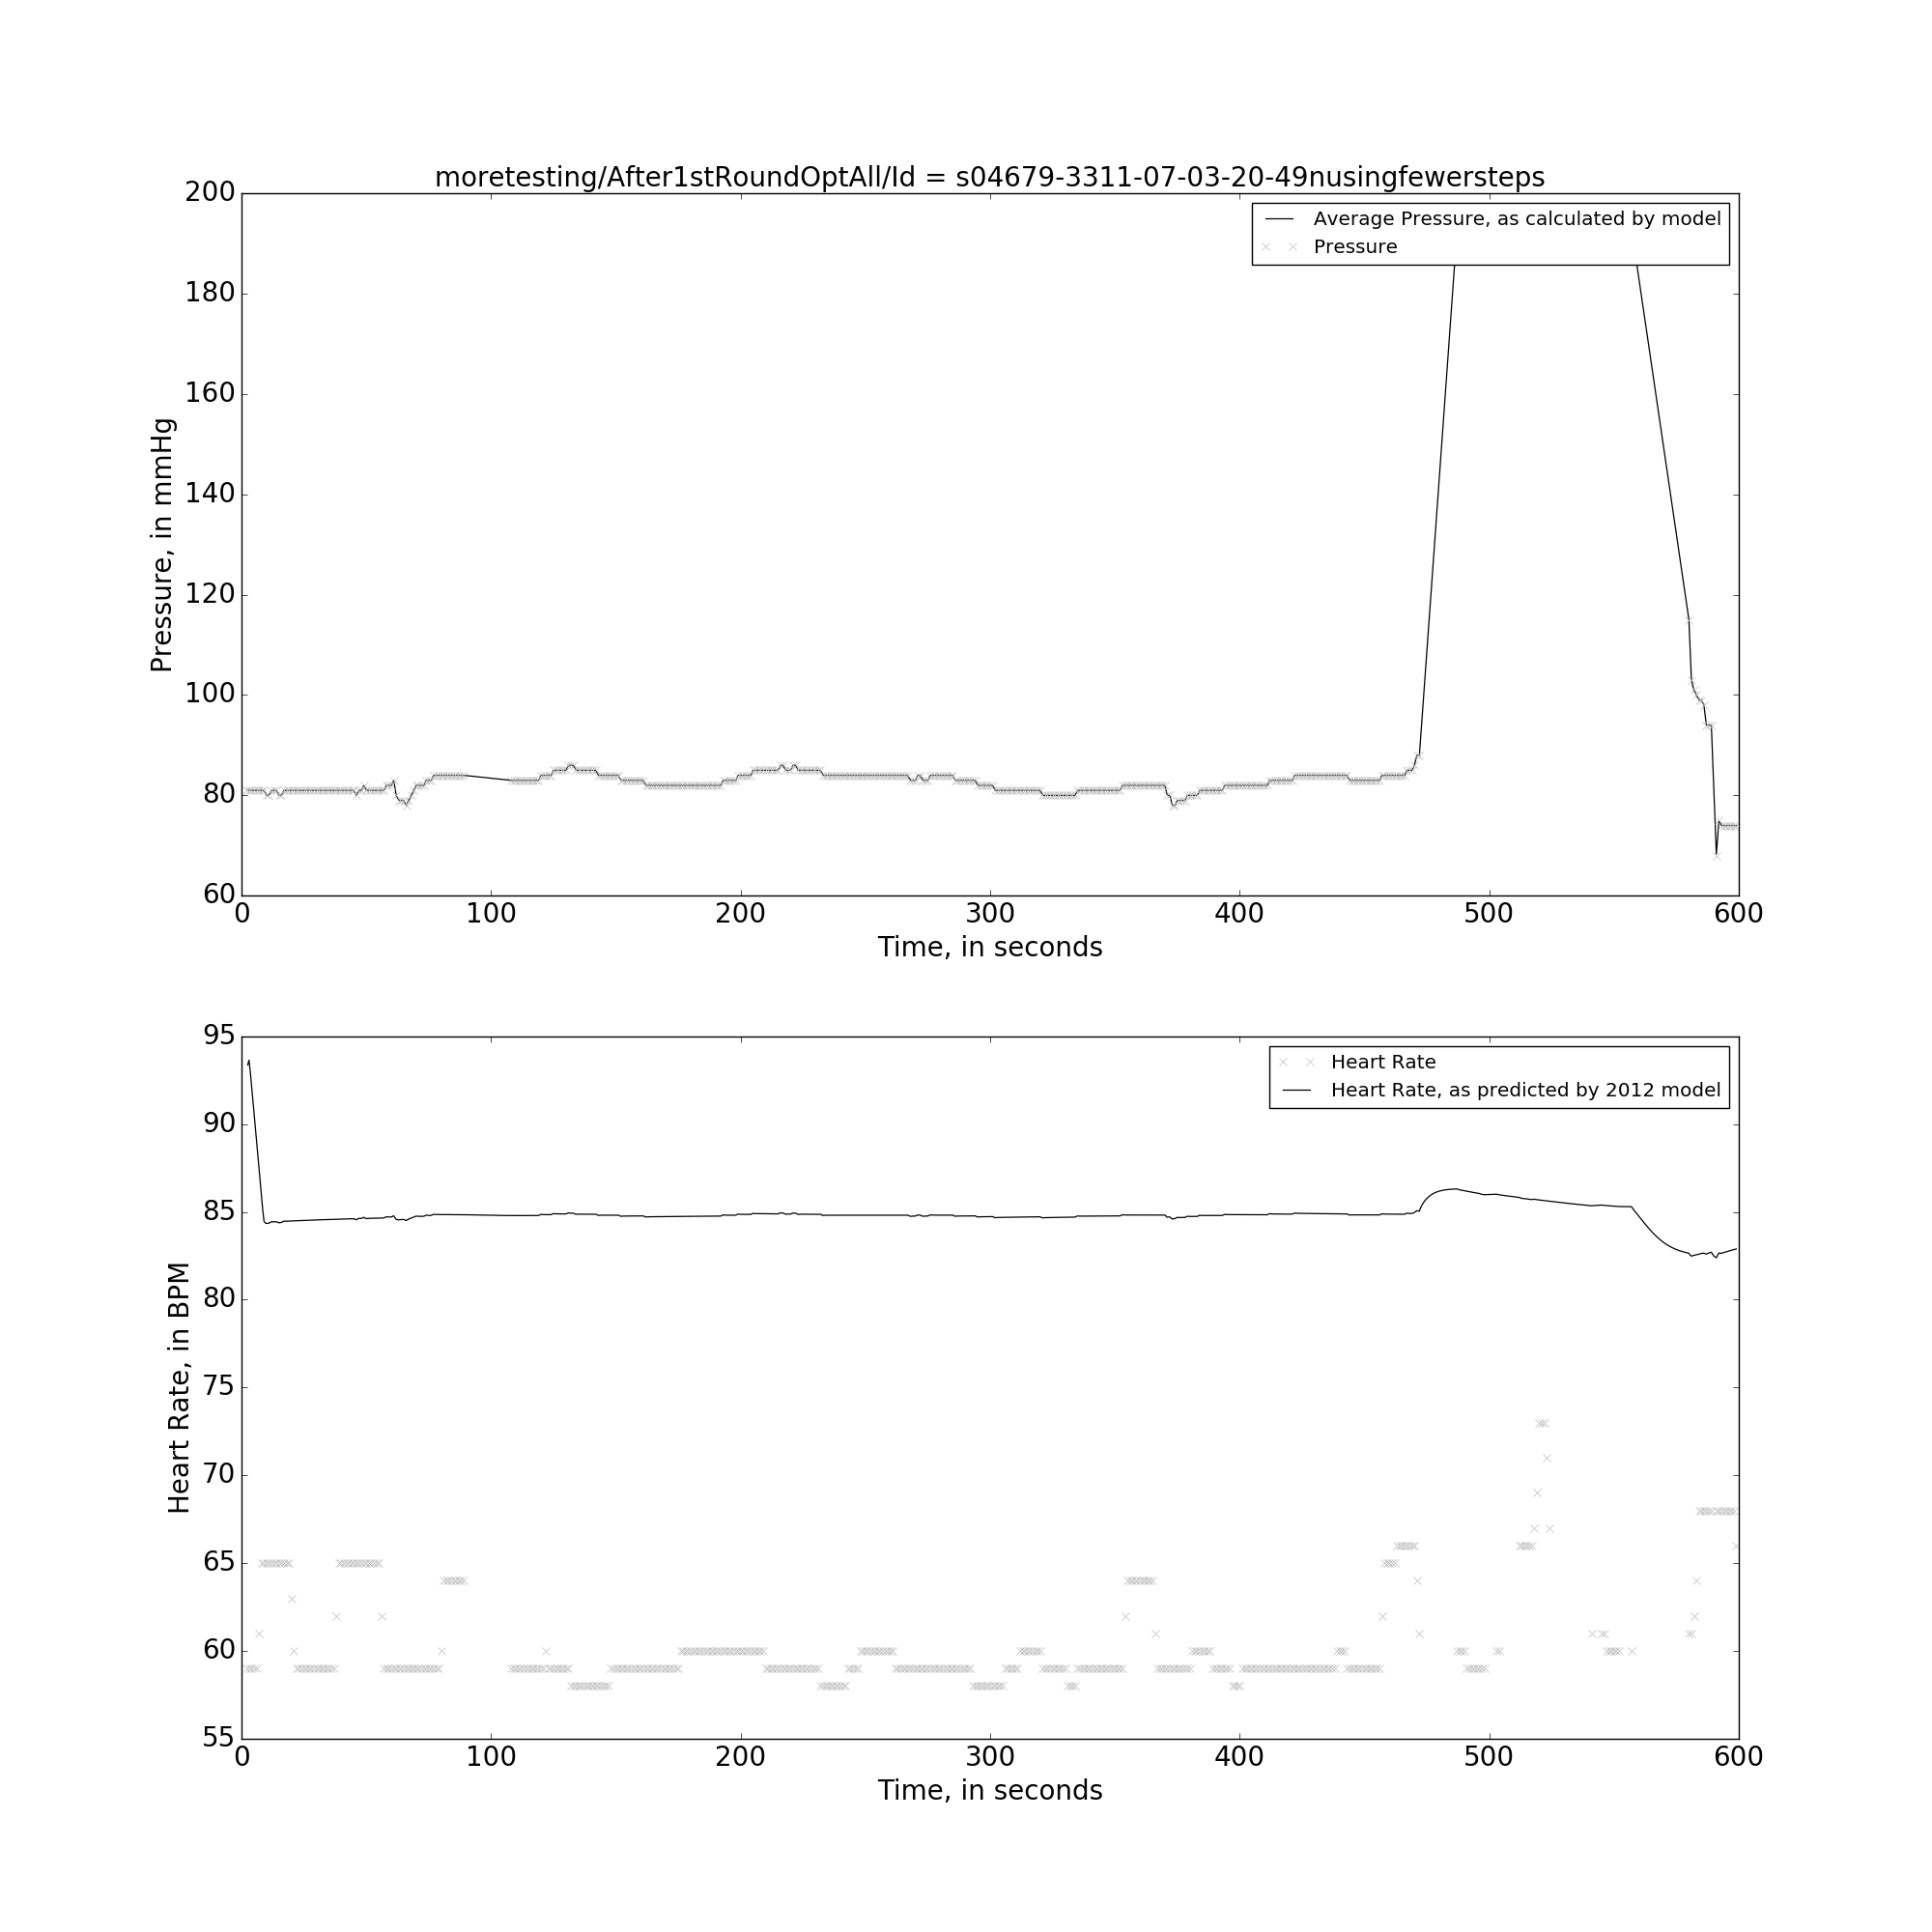 moretesting/After1stRoundOptAll/Id = s04679-3311-07-03-20-49nusingfewersteps
200
180
160
140
120
100
80
60
Pressure, in mmHg
Average Pressure, as calculated by model
Pressure
0 100 200 300 400 500 600
Time, in seconds
95
90
85
80
75
70
65
60
55
Heart Rate, in BPM
Heart Rate
Heart Rate, as predicted by 2012 model
0 100 200 300 400 500 600
Time, in seconds